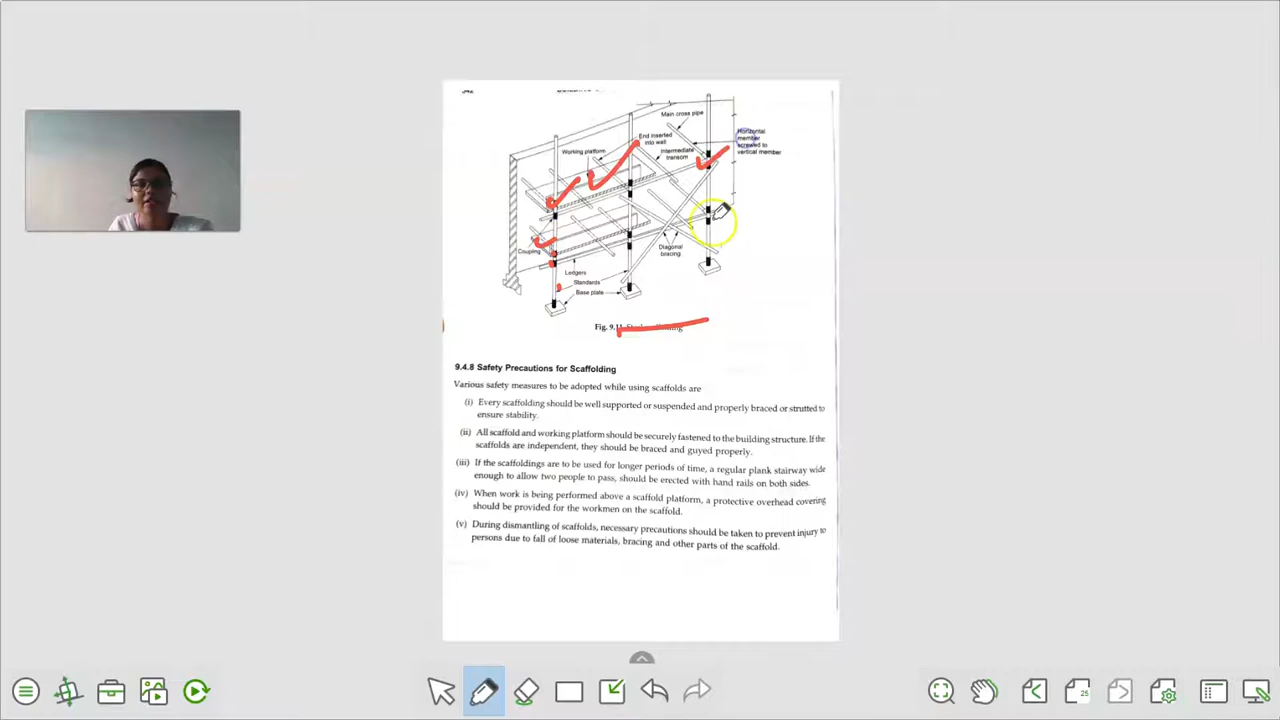 342
Main cross pipe
Horizontal
member
screwed to
vertical member
End inserted
into wall
Working platform
Intermediate
transom
Coupling
Diagonal
bracing
Ledgers
Standards
Base plate
Fig. 9.11
9.4.8 Safety Precautions for Scaffolding
Various safety measures to be adopted while using scaffolds are
(i) Every scaffolding should be well supported or suspended and properly braced or strutted to
ensure stability.
(ii) All scaffold and working platform should be securely fastened to the building structure. If the
scaffolds are independent, they should be braced and guyed properly.
(iii) If the scaffoldings are to be used for longer periods of time, a regular plank stairway wide
enough to allow two people to pass, should be erected with hand rails on both sides.
(iv) When work is being performed above a scaffold platform, a protective overhead covering
should be provided for the workmen on the scaffold.
(v) During dismantling of scaffolds, necessary precautions should be taken to prevent injury to
persons due to fall of loose materials, bracing and other parts of the scaffold.
25